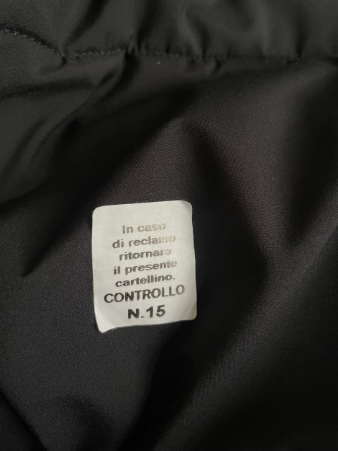 In caso
di reclamo
ritornare
il presente
cartellino.
CONTROLLO
N.15